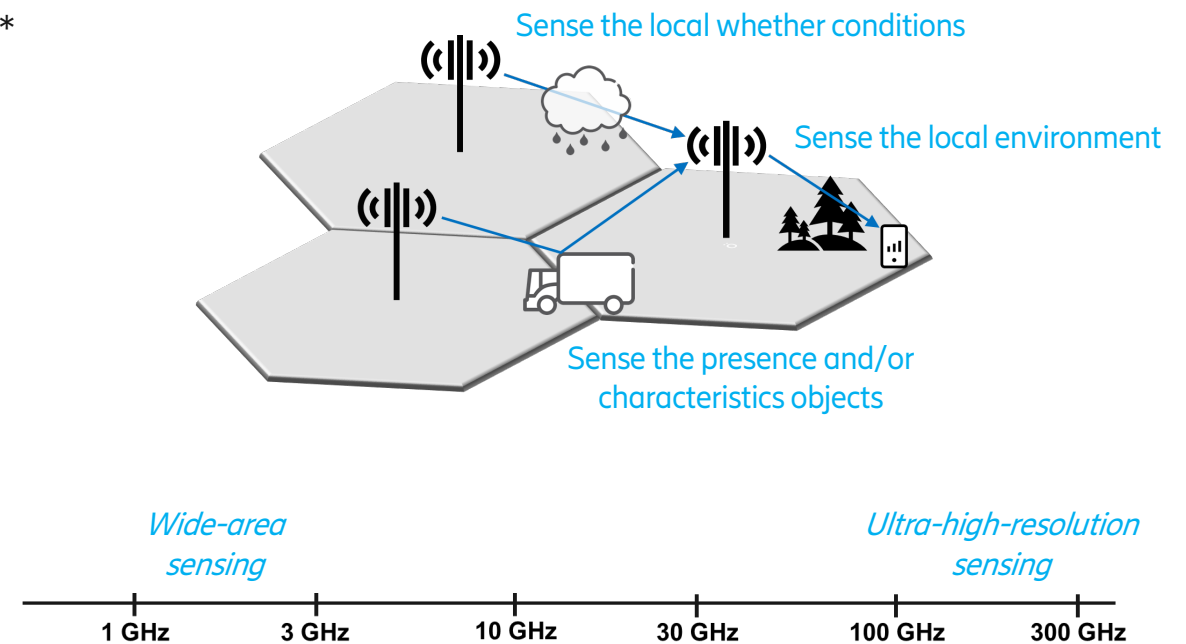 *
Sense the local whether conditions
Sense the local environment
Sense the presence and/or
characteristics objects
Wide-area
sensing
Ultra-high-resolution
sensing
1 GHz 3 GHz 10 GHz 30 GHz 100 GHz 300 GHz